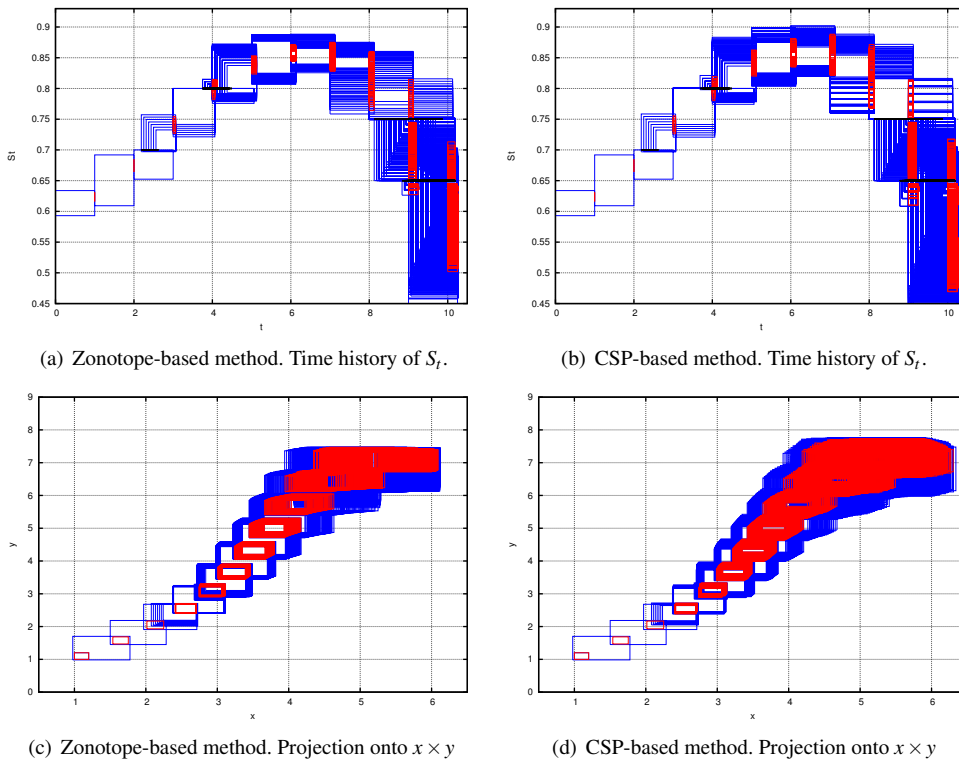 0.9
0.85
0.8
0.75
0.7
0.65
0.6
0.55
0.5
0.45
0 2 4 6 8 10
St
t
0.9
0.85
0.8
0.75
0.7
0.65
0.6
0.55
0.5
0.45
0 2 4 6 8 10
St
t
(a) Zonotope-based method. Time history of S_t.
(b) CSP-based method. Time history of S_t.
9
8
7
6
5
4
3
2
1
0
1 2 3 4 5 6
y
x
9
8
7
6
5
4
3
2
1
0
1 2 3 4 5 6
y
x
(c) Zonotope-based method. Projection onto x × y
(d) CSP-based method. Projection onto x × y